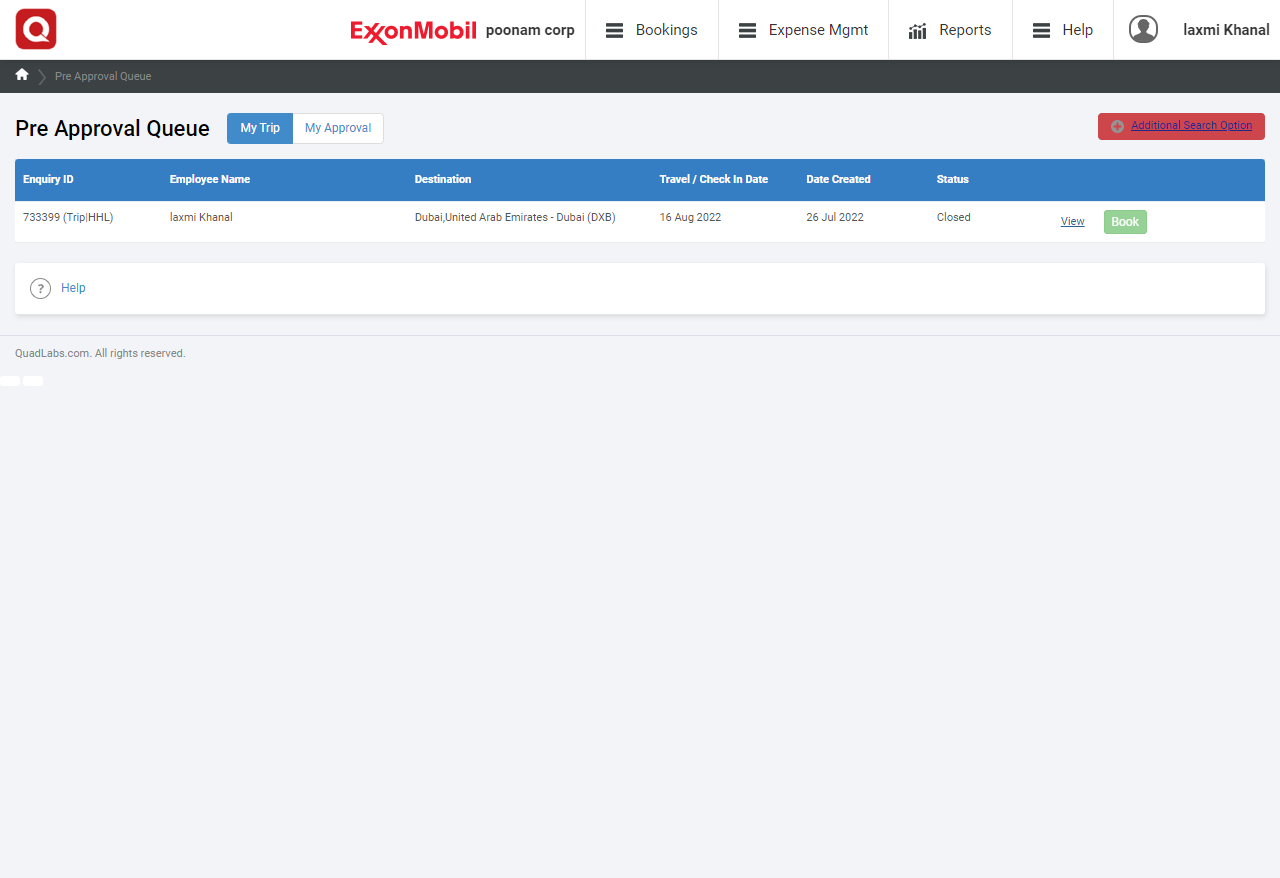 Q ExxonMobil poonam corp Bookings Expense Mgmt Reports Help laxmi Khanal
Pre Approval Queue
Pre Approval Queue My Trip My Approval Additional Search Option
Enquiry ID Employee Name Destination Travel / Check In Date Date Created Status
733399 (Trip|HHL) laxmi Khanal Dubai,United Arab Emirates - Dubai (DXB) 16 Aug 2022 26 Jul 2022 Closed View Book
? Help
QuadLabs.com. All rights reserved.